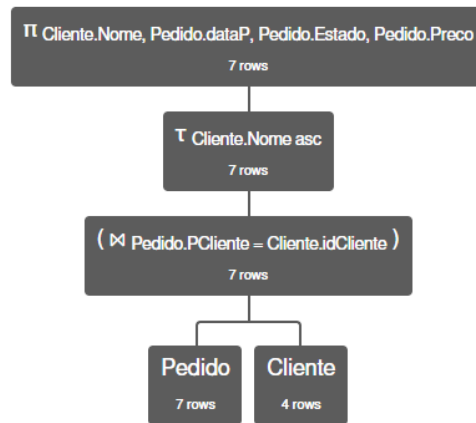 π Cliente.Nome, Pedido.dataP, Pedido.Estado, Pedido.Preco
7 rows
τ Cliente.Nome asc
7 rows
( ⋈ Pedido.PCliente = Cliente.idCliente )
7 rows
Pedido
7 rows
Cliente
4 rows